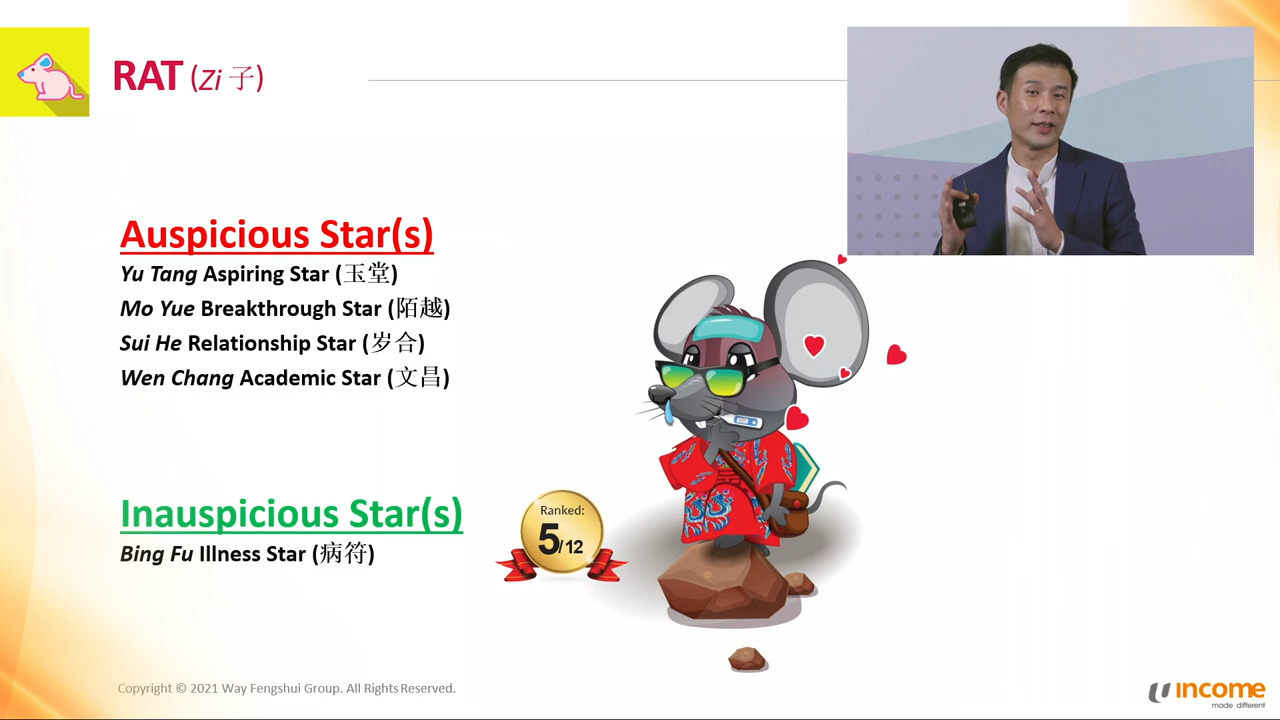 RAT (Zi 子)
Auspicious Star(s)
Yu Tang Aspiring Star (玉堂)
Mo Yue Breakthrough Star (陌越)
Sui He Relationship Star (岁合)
Wen Chang Academic Star (文昌)
Inauspicious Star(s)
Bing Fu Illness Star (病符)
Ranked:
5/12
Copyright © 2021 Way Fengshui Group. All Rights Reserved.
income
made different